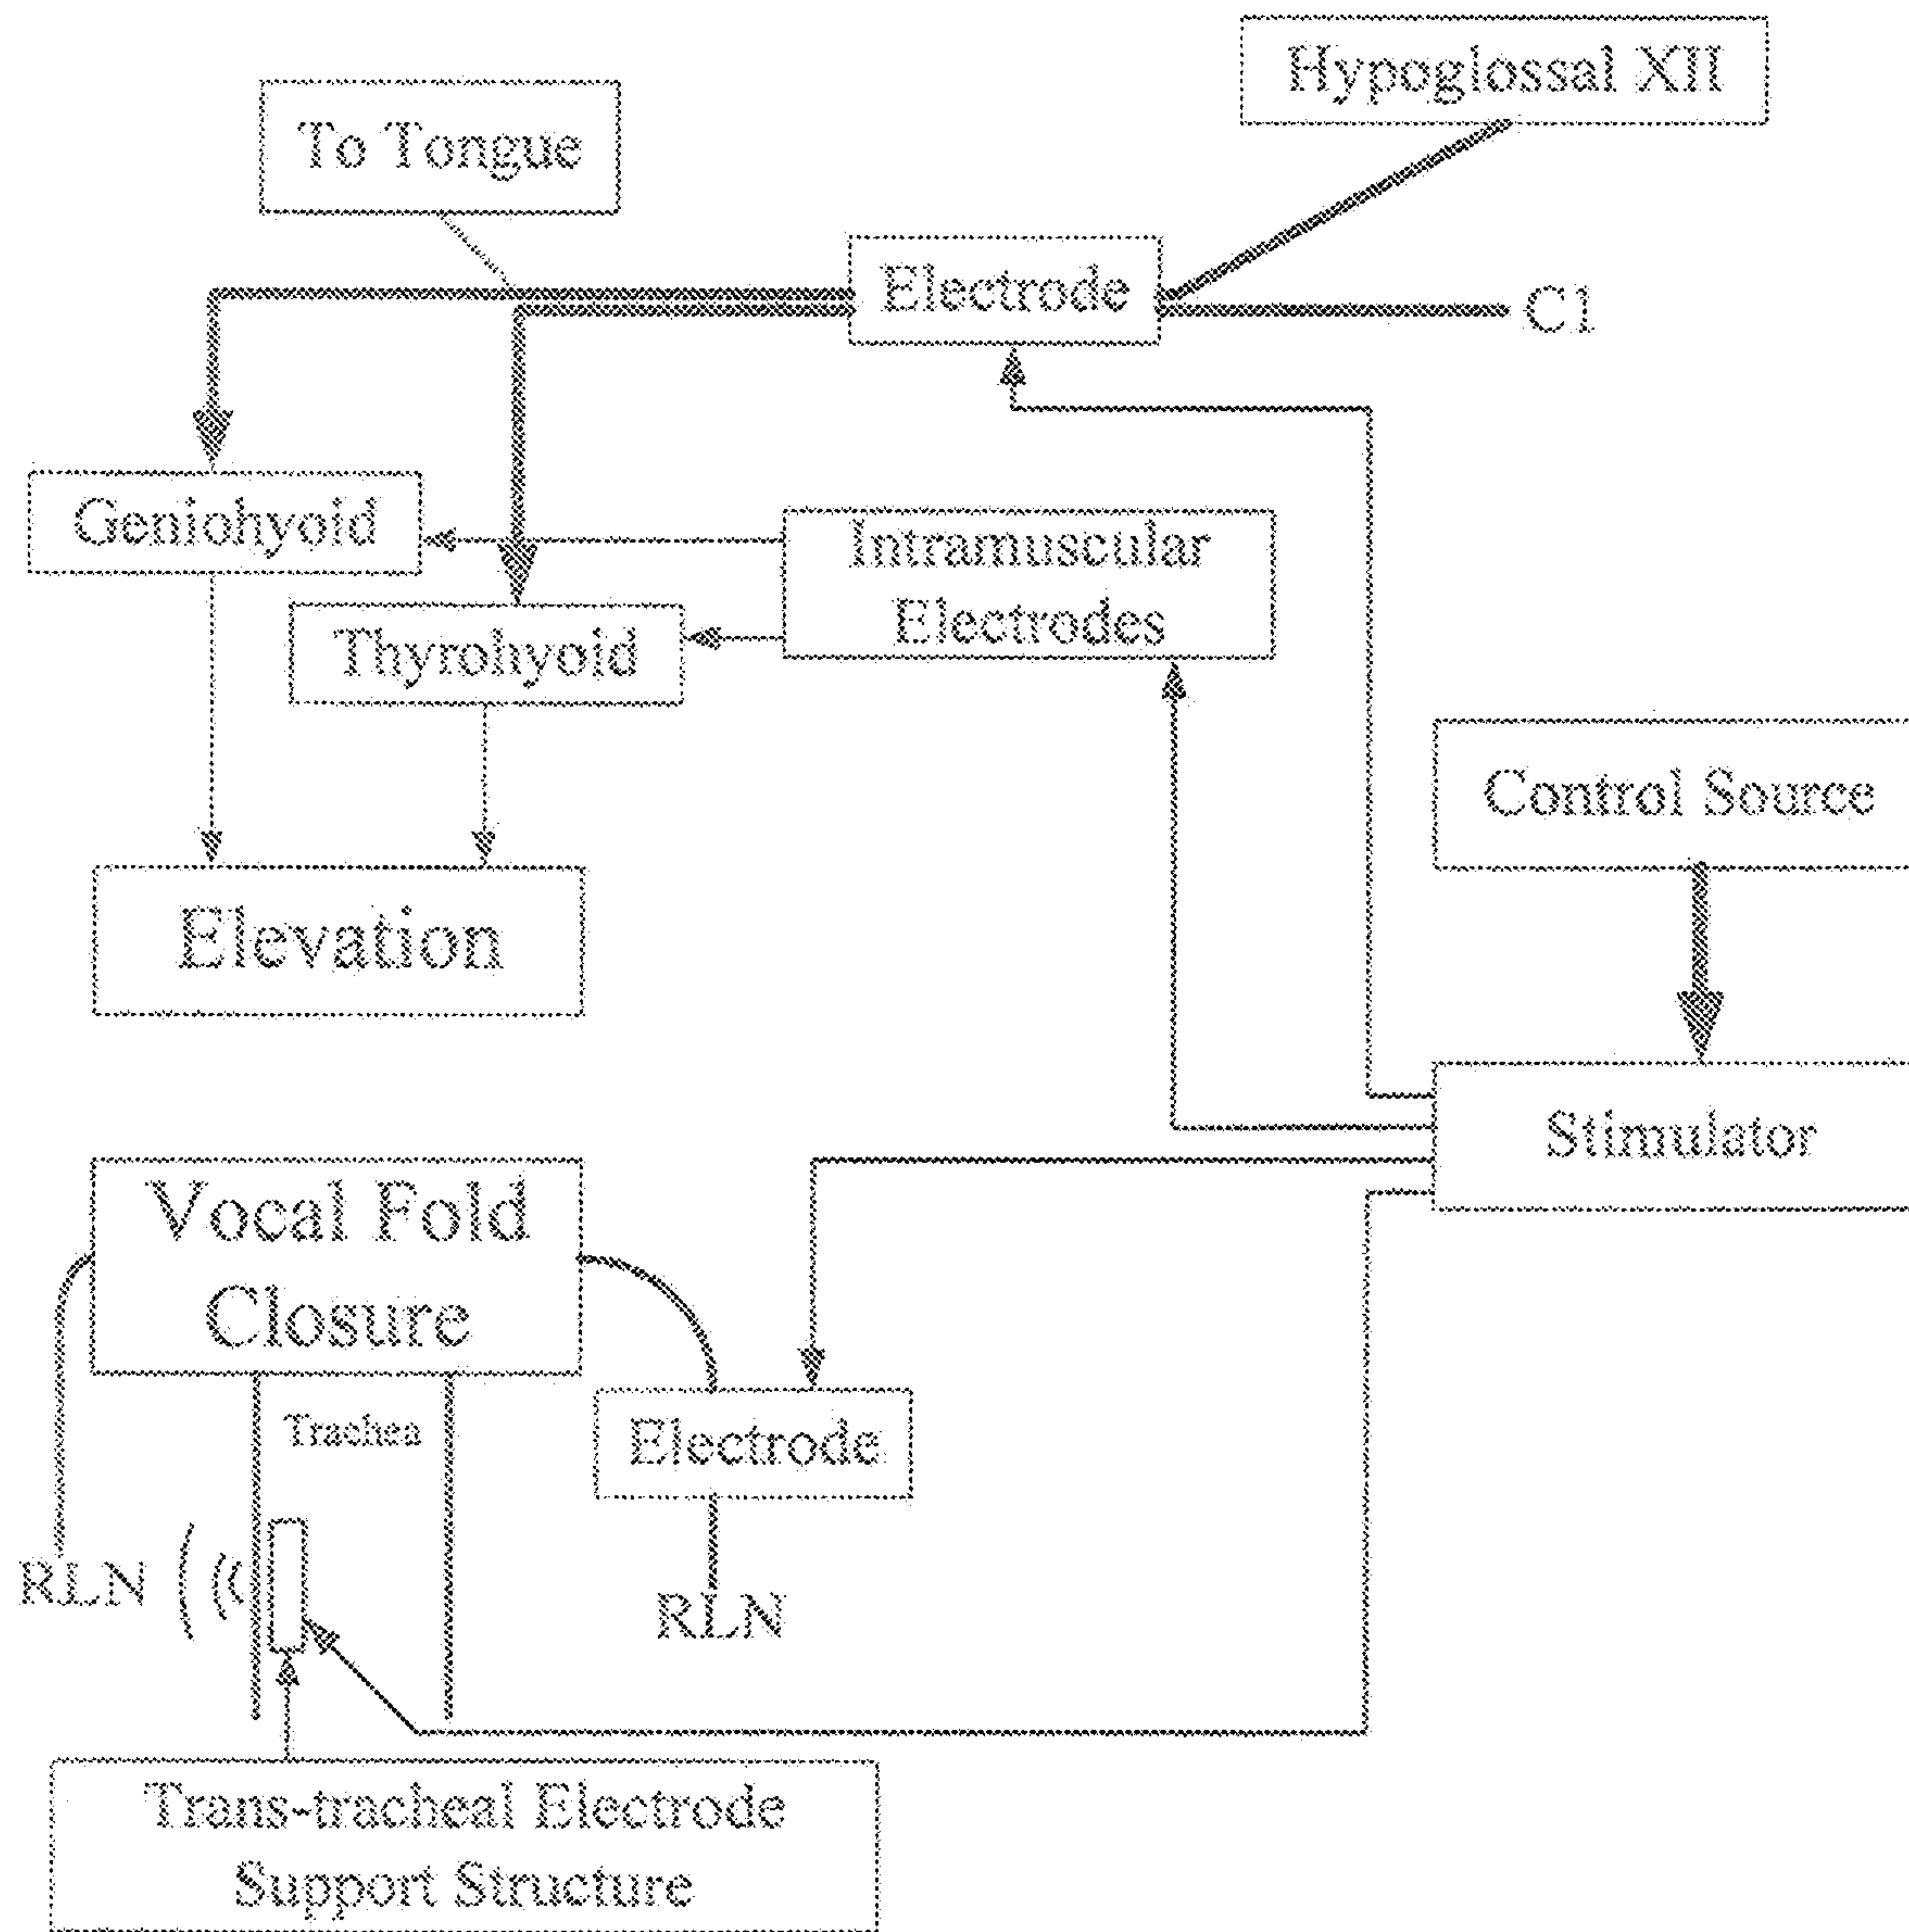 Hypoglossal XII
To Tongue
Electrode
C1
Geniohyoid
Intramuscular
Electrodes
Thyrohyoid
Control Source
Elevation
Stimulator
Vocal Fold
Closure
Trachea
Electrode
RLN
RLN
Trans-tracheal Electrode
Support Structure